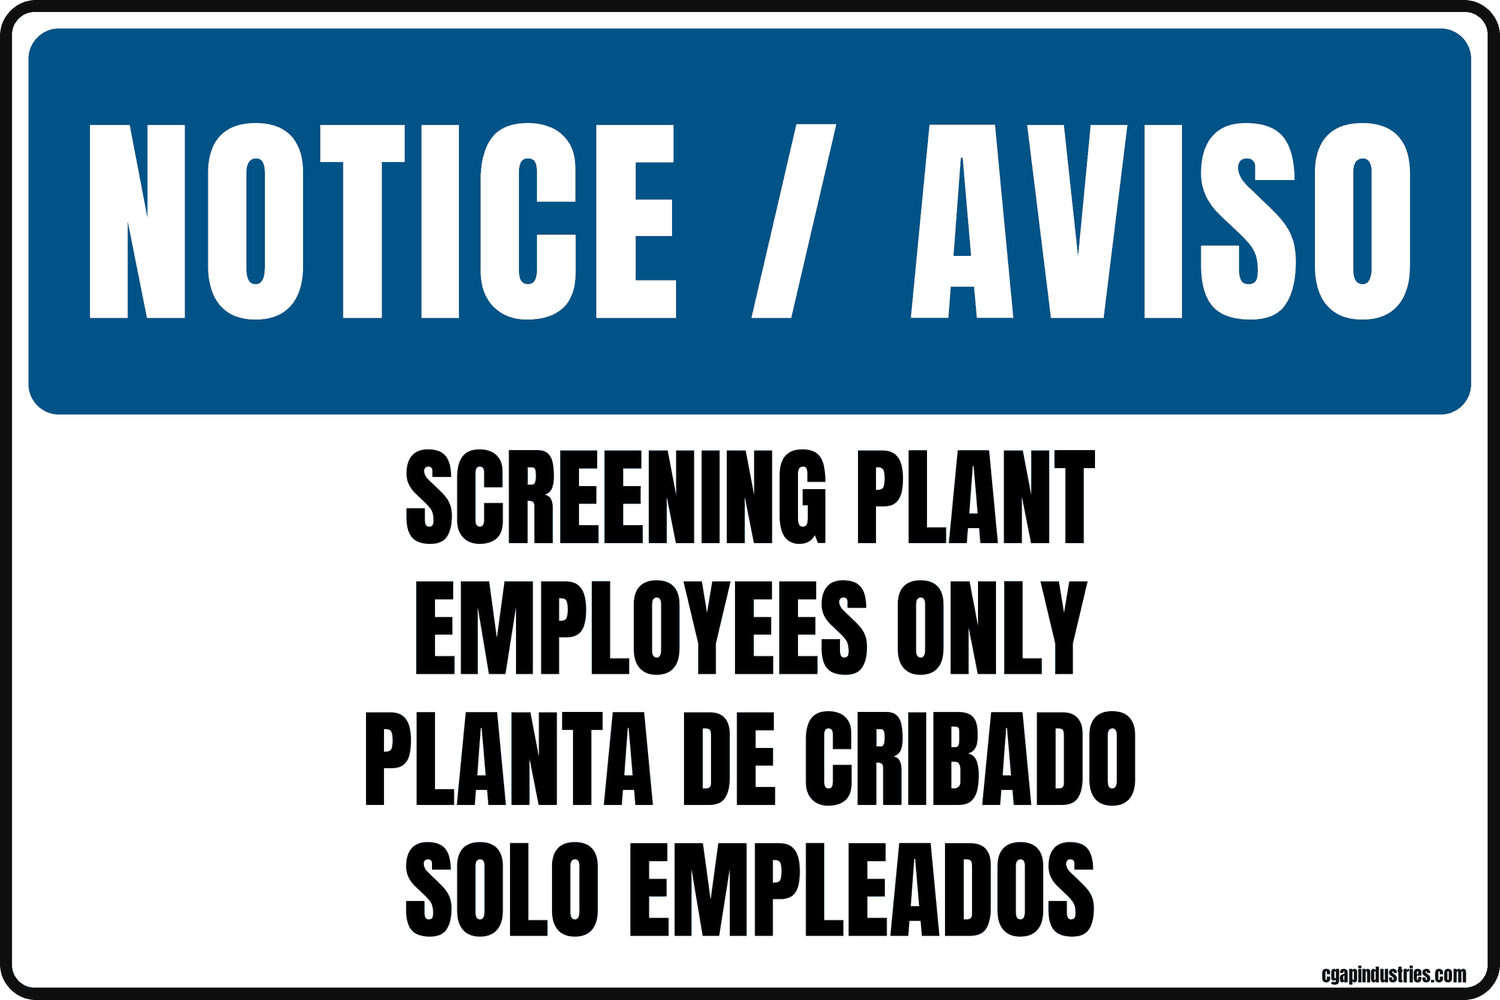 NOTICE / AVISO
SCREENING PLANT
EMPLOYEES ONLY
PLANTA DE CRIBADO
SOLO EMPLEADOS
cgapindustries.com